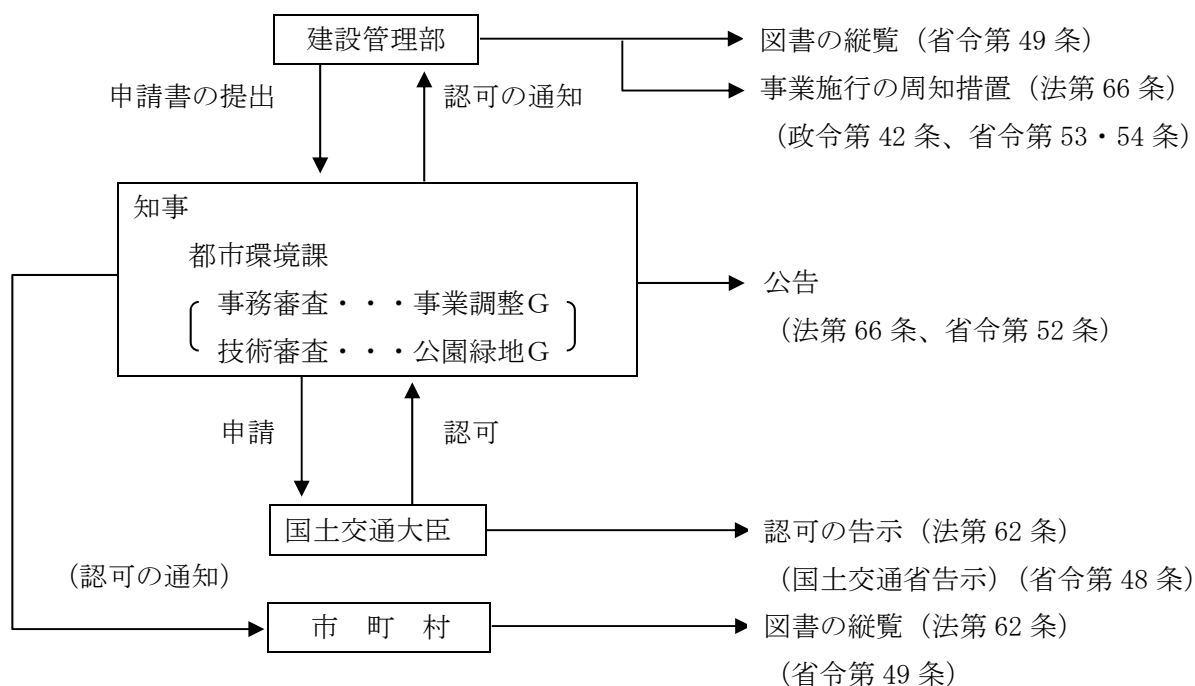 建設管理部
図書の縦覧（省令第 49 条）
申請書の提出
認可の通知
事業施行の周知措置（法第 66 条）
（政令第 42 条、省令第 53・54 条）
知事
都市環境課
事務審査・・・事業調整Ｇ
技術審査・・・公園緑地Ｇ
公告
（法第 66 条、省令第 52 条）
申請
認可
国土交通大臣
認可の告示（法第 62 条）
（国土交通省告示）（省令第 48 条）
（認可の通知）
市　町　村
図書の縦覧（法第 62 条）
（省令第 49 条）